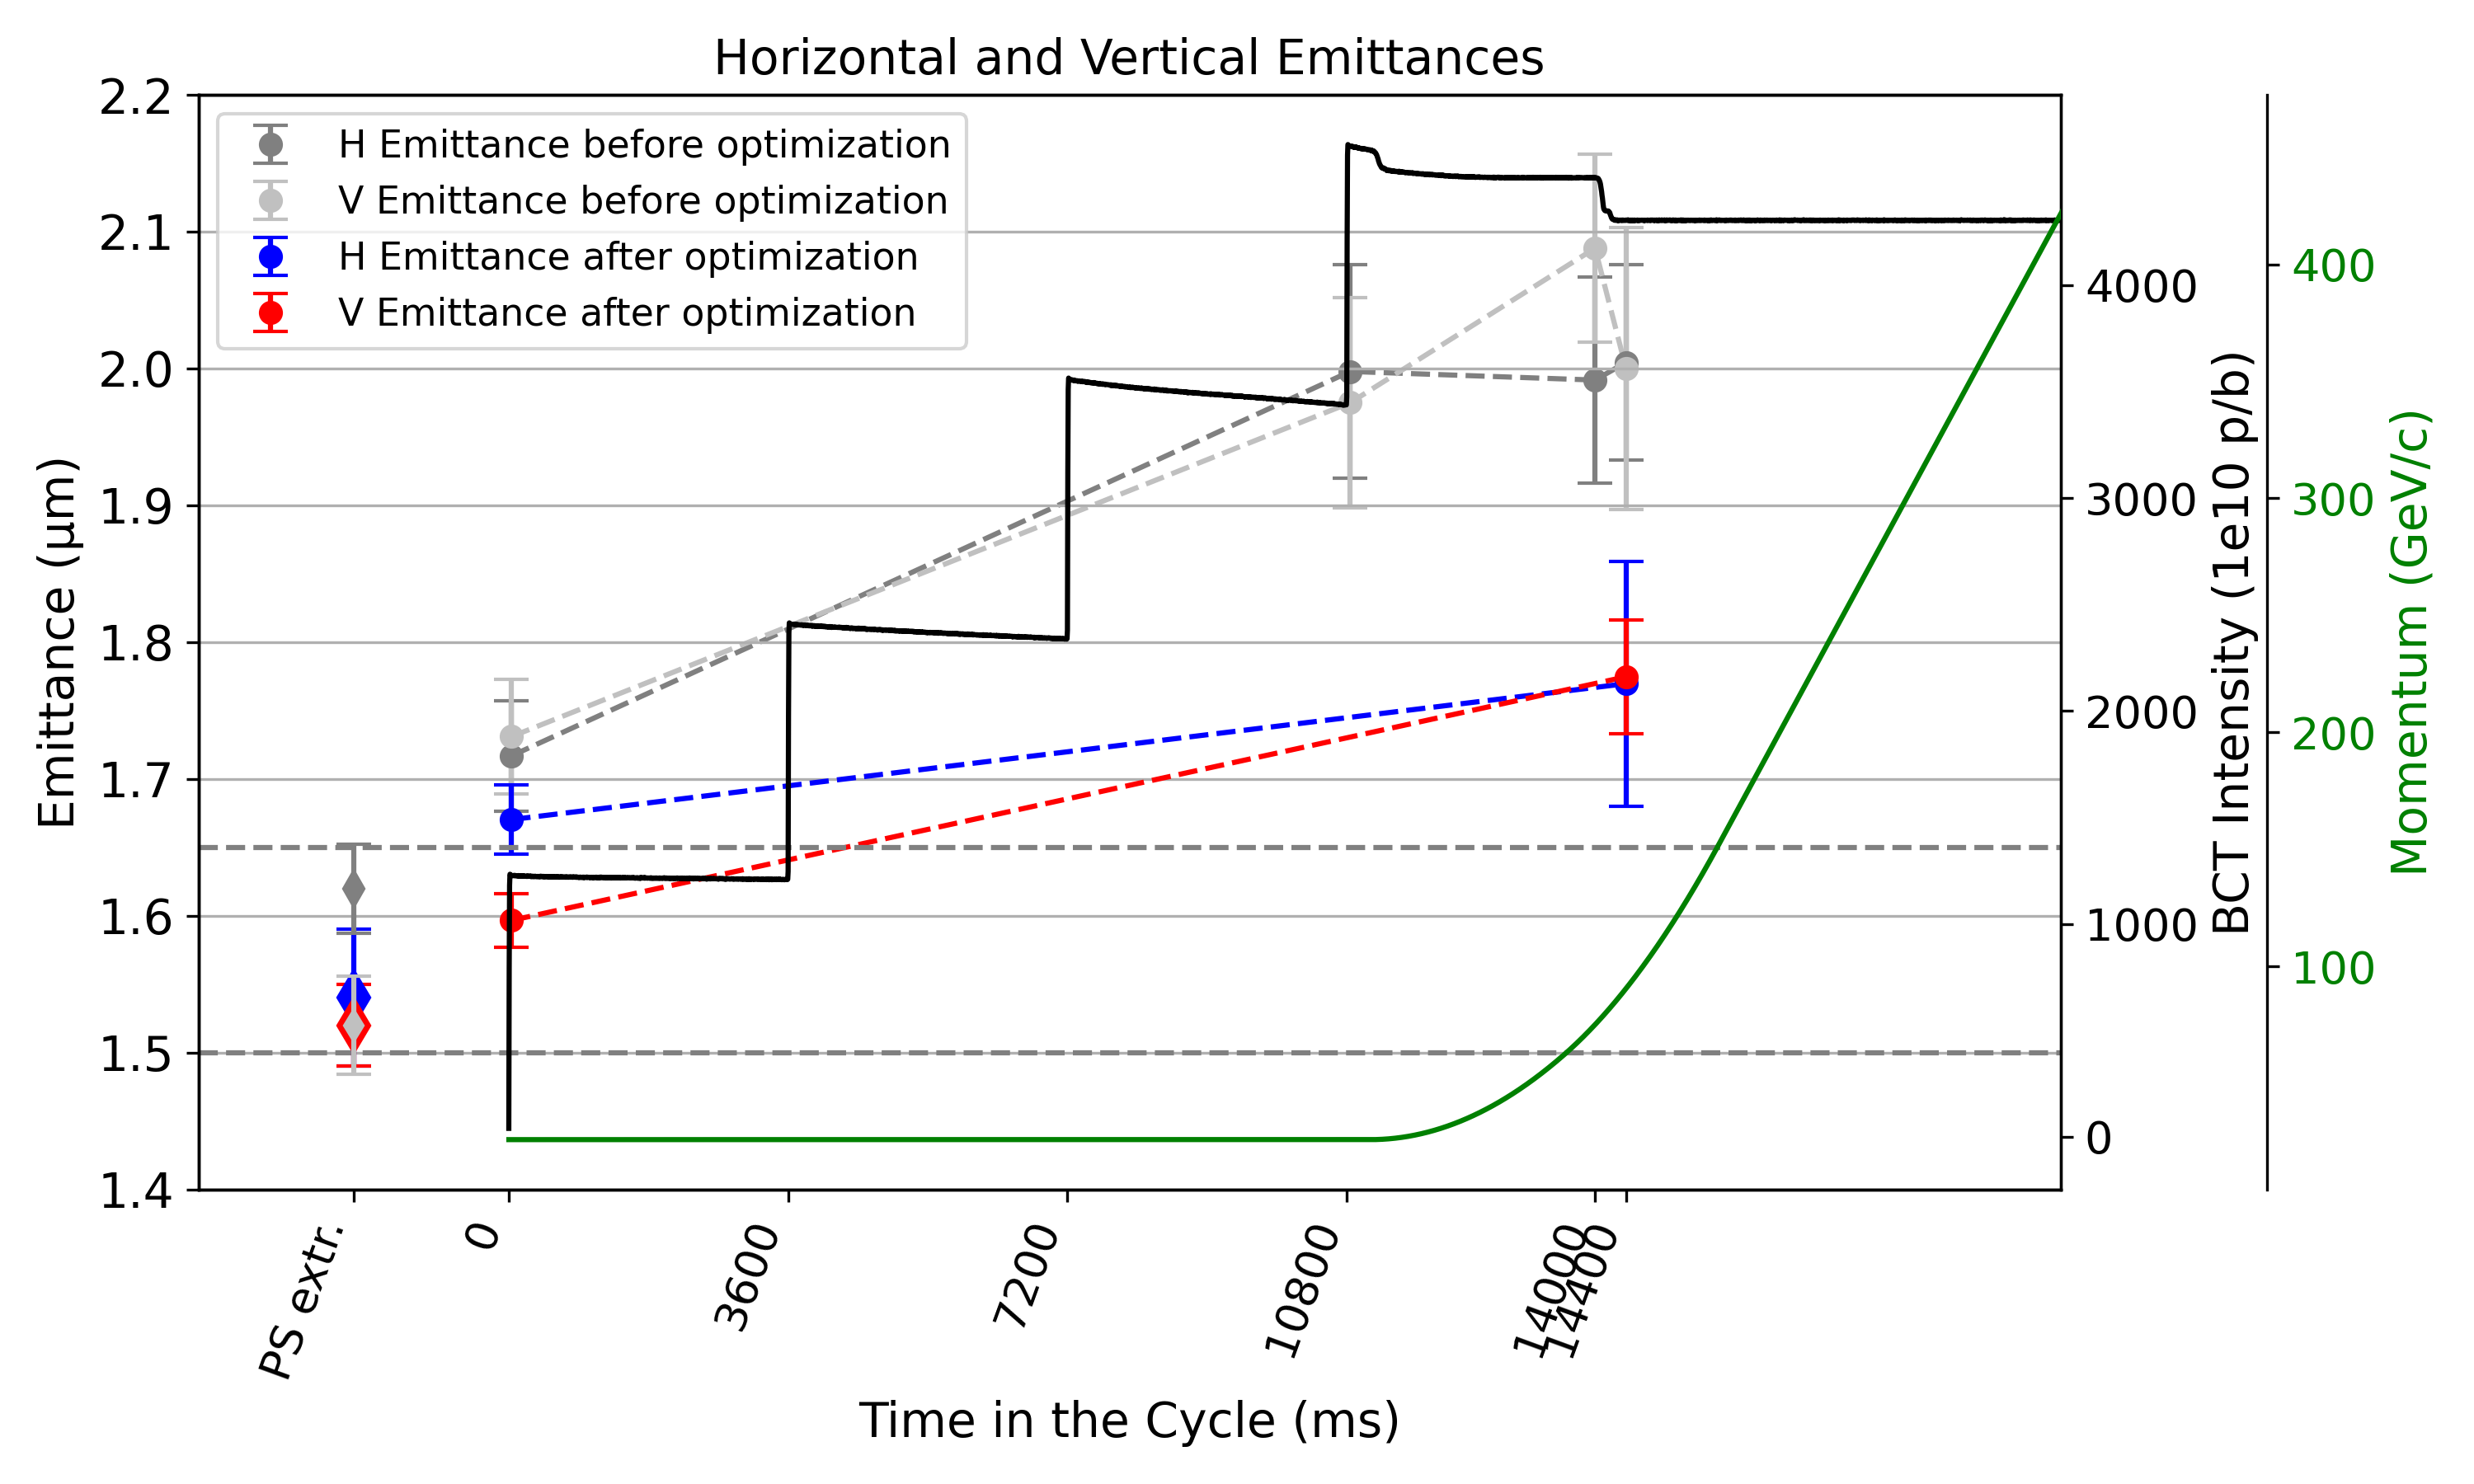 Horizontal and Vertical Emittances
H Emittance before optimization
V Emittance before optimization
H Emittance after optimization
V Emittance after optimization
Emittance (μm)
2.2
2.1
2.0
1.9
1.8
1.7
1.6
1.5
1.4
PS extr.
0
3600
7200
10800
14000
14400
Time in the Cycle (ms)
4000
3000
2000
1000
0
BCT Intensity (1e10 p/b)
400
300
200
100
Momentum (GeV/c)